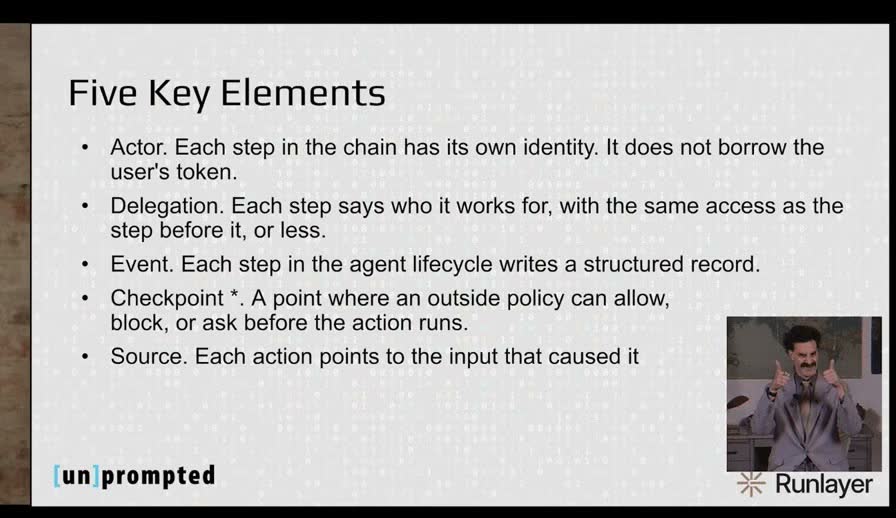 Five Key Elements
• Actor. Each step in the chain has its own identity. It does not borrow the
user's token.
• Delegation. Each step says who it works for, with the same access as the
step before it, or less.
• Event. Each step in the agent lifecycle writes a structured record.
• Checkpoint *. A point where an outside policy can allow,
block, or ask before the action runs.
• Source. Each action points to the input that caused it
[un]prompted
Runlayer